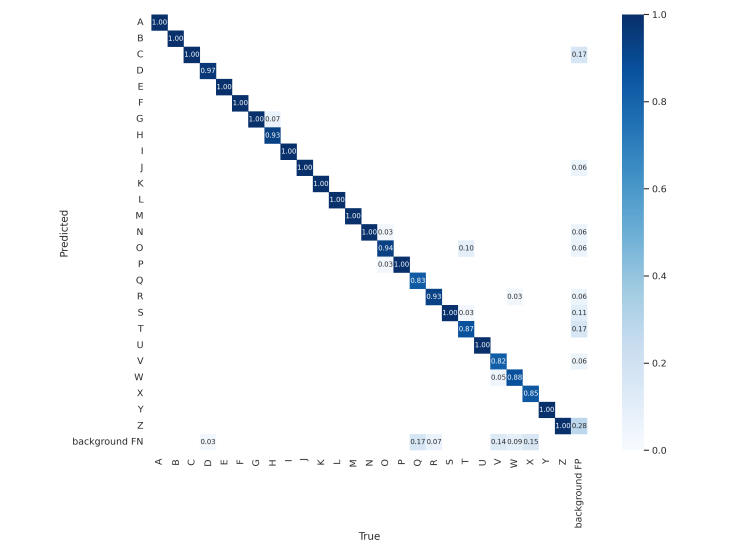 A 1.00 1.0
B 1.00
C 1.00 0.17
D 0.97
E 1.00
F 1.00 0.8
G 1.00 0.07
H 0.93
I 1.00
J 1.00 0.06
K 1.00 0.6
L 1.00
M 1.00
Predicted
N 1.00 0.03 0.06
O 0.94 0.10 0.06
P 0.03 1.00
Q 0.83 0.4
R 0.93 0.03 0.06
S 1.00 0.03 0.11
T 0.87 0.17
U 1.00
V 0.82 0.06 0.2
W 0.05 0.88
X 0.85
Y 1.00
Z 1.00 0.28
background FN 0.03 0.17 0.07 0.14 0.09 0.15 0.0
A B C D E F G H I J K L M N O P Q R S T U V W X Y Z background FP
True